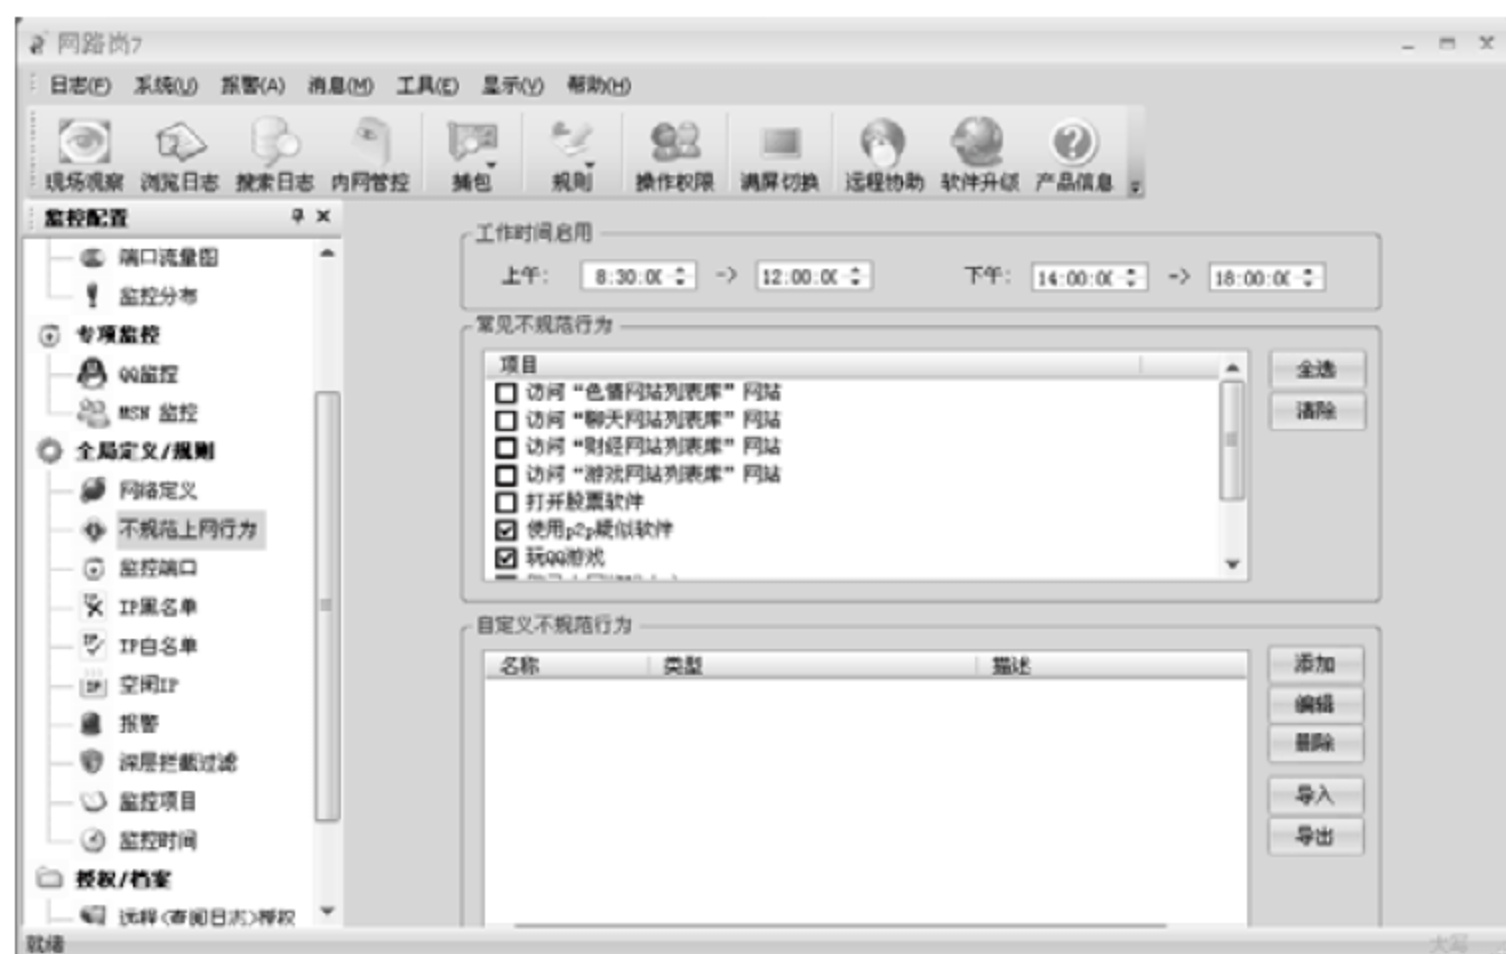 网路岗7
日志(F) 系统(U) 报警(A) 消息(M) 工具(E) 显示(V) 帮助(H)
现场观察 浏览日志 搜索日志 内网管控 捕包 规则 操作权限 满屏切换 远程协助 软件升级 产品信息
监控配置
端口流量图
监控分布
专项监控
QQ监控
MSN 监控
全局定义/规则
网络定义
不规范上网行为
监控端口
IP黑名单
IP白名单
空闲IP
报警
深层拦截过滤
监控项目
监控时间
授权/档案
远程(查阅日志)授权
工作时间启用
上午: 8:30:0( -> 12:00:0( 下午: 14:00:0( -> 18:00:0(
常见不规范行为
项目
访问 “色情网站列表库” 网站
访问 “聊天网站列表库” 网站
访问 “财经网站列表库” 网站
访问 “游戏网站列表库” 网站
打开股票软件
使用p2p疑似软件
玩QQ游戏
全选
清除
自定义不规范行为
名称 类型 描述
添加
编辑
删除
导入
导出
就绪
大写